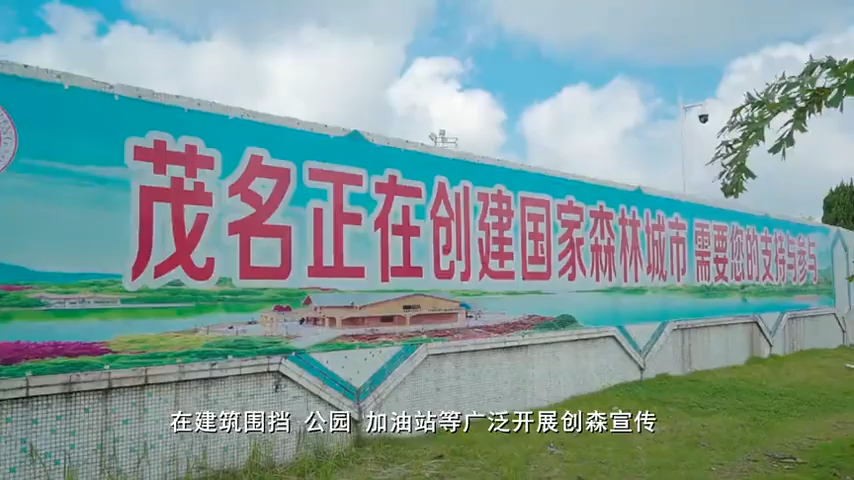 茂名正在创建国家森林城市 需要您的支持与参与
在建筑围挡 公园 加油站等广泛开展创森宣传